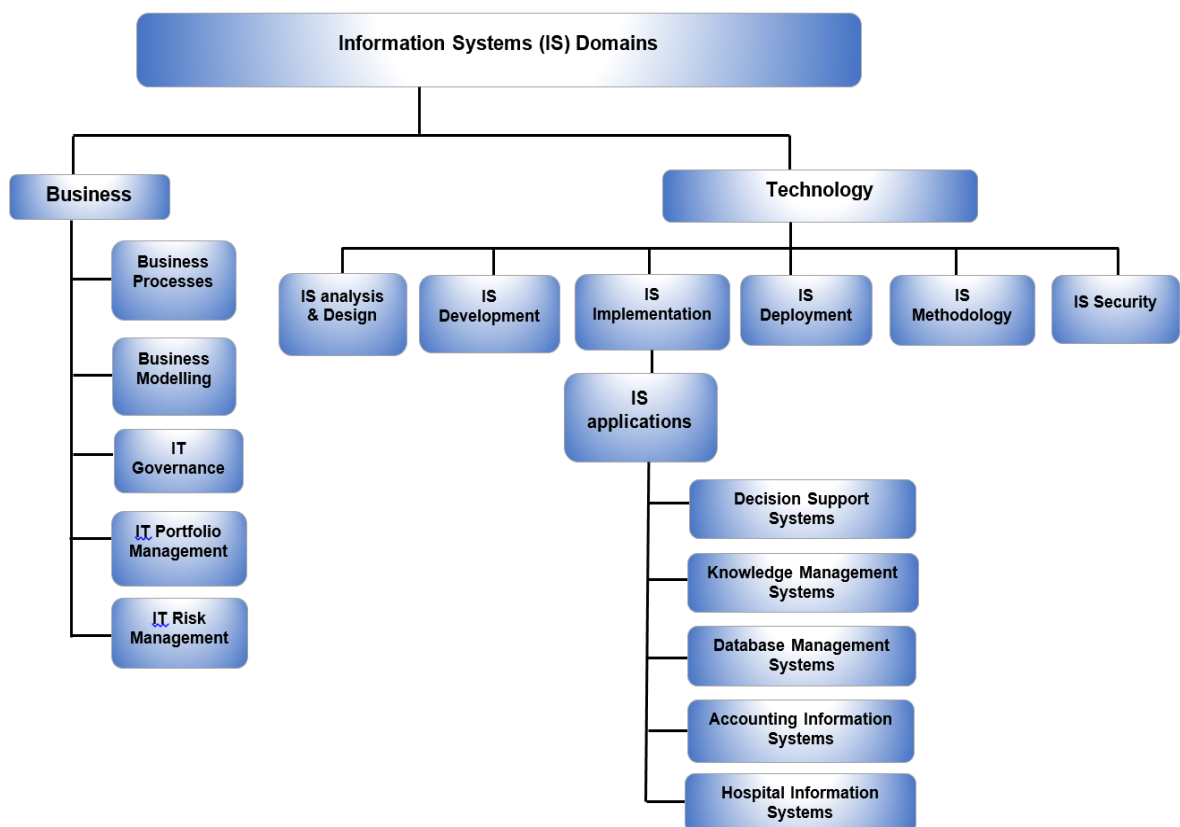 Information Systems (IS) Domains
Business
Technology
Business
Processes
Business
Modelling
IT
Governance
IT Portfolio
Management
IT Risk
Management
IS analysis
& Design
IS
Development
IS
Implementation
IS
Deployment
IS
Methodology
IS Security
IS
applications
Decision Support
Systems
Knowledge Management
Systems
Database Management
Systems
Accounting Information
Systems
Hospital Information
Systems